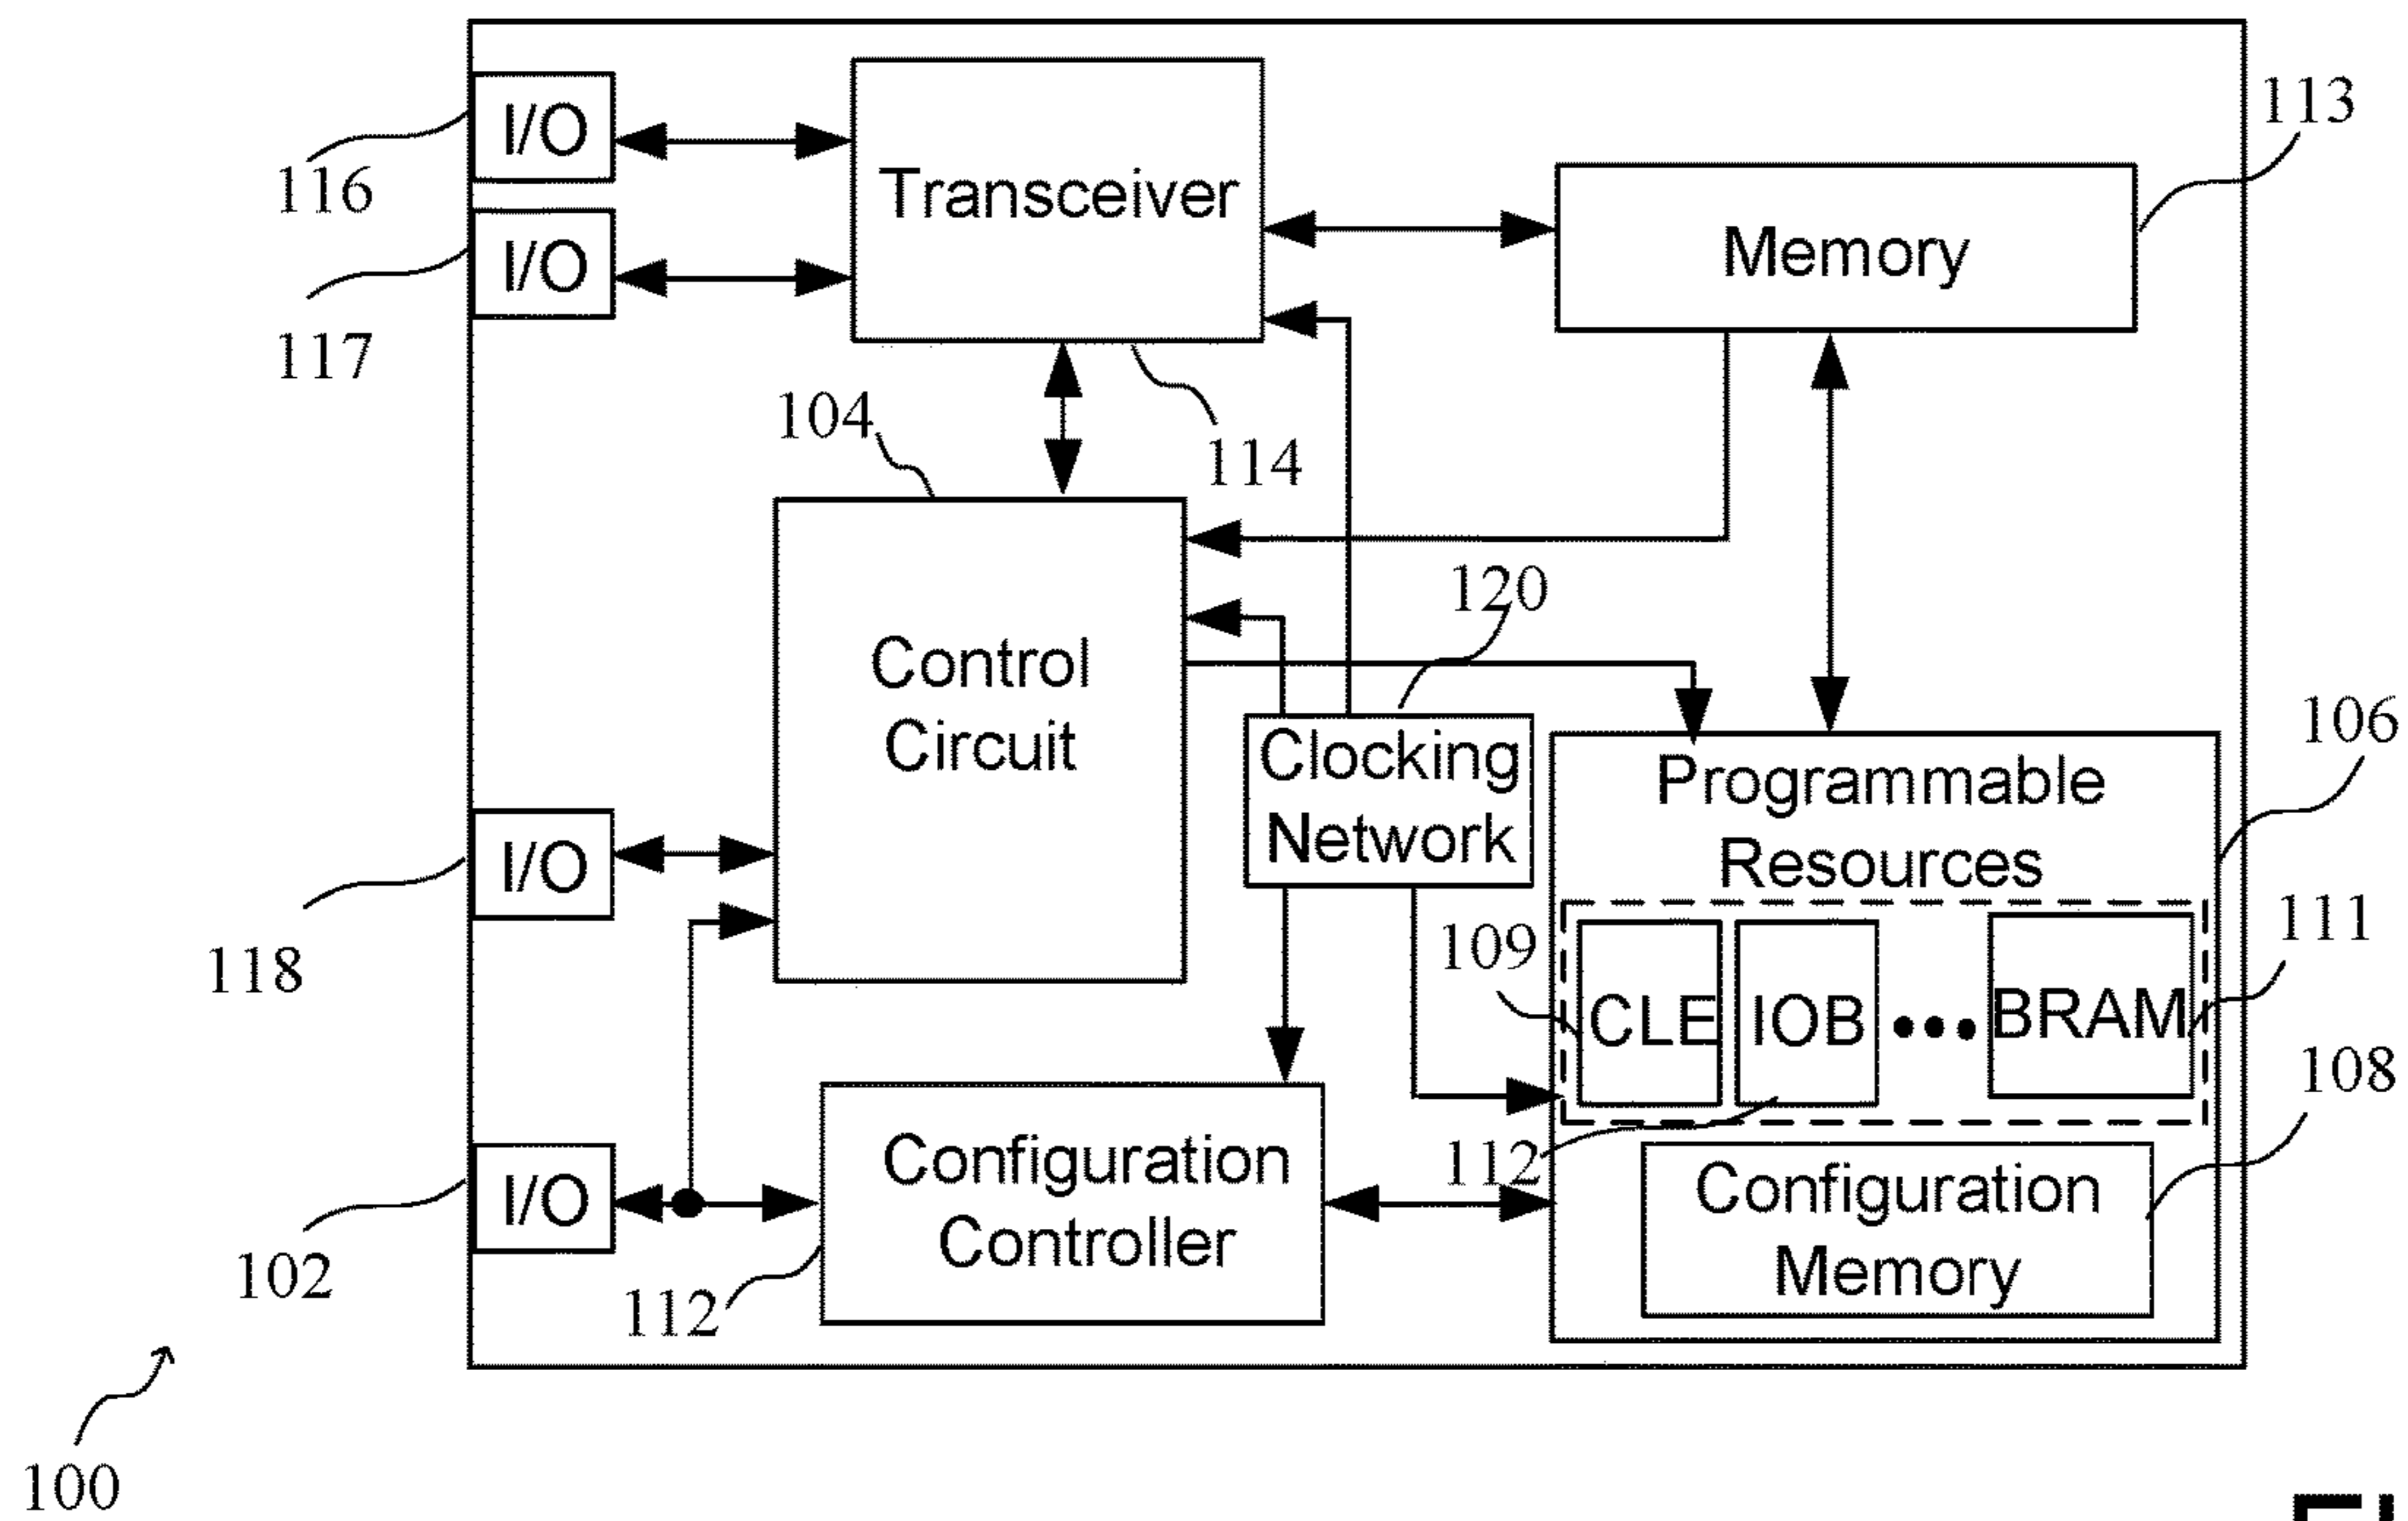 I/O
Transceiver
113
116
I/O
Memory
117
104
114
120
Control
Circuit
106
Clocking
Network
Programmable
Resources
I/O
118
109
111
CLE
IOB
BRAM
108
112
Configuration
Controller
Configuration
Memory
I/O
102
112
100